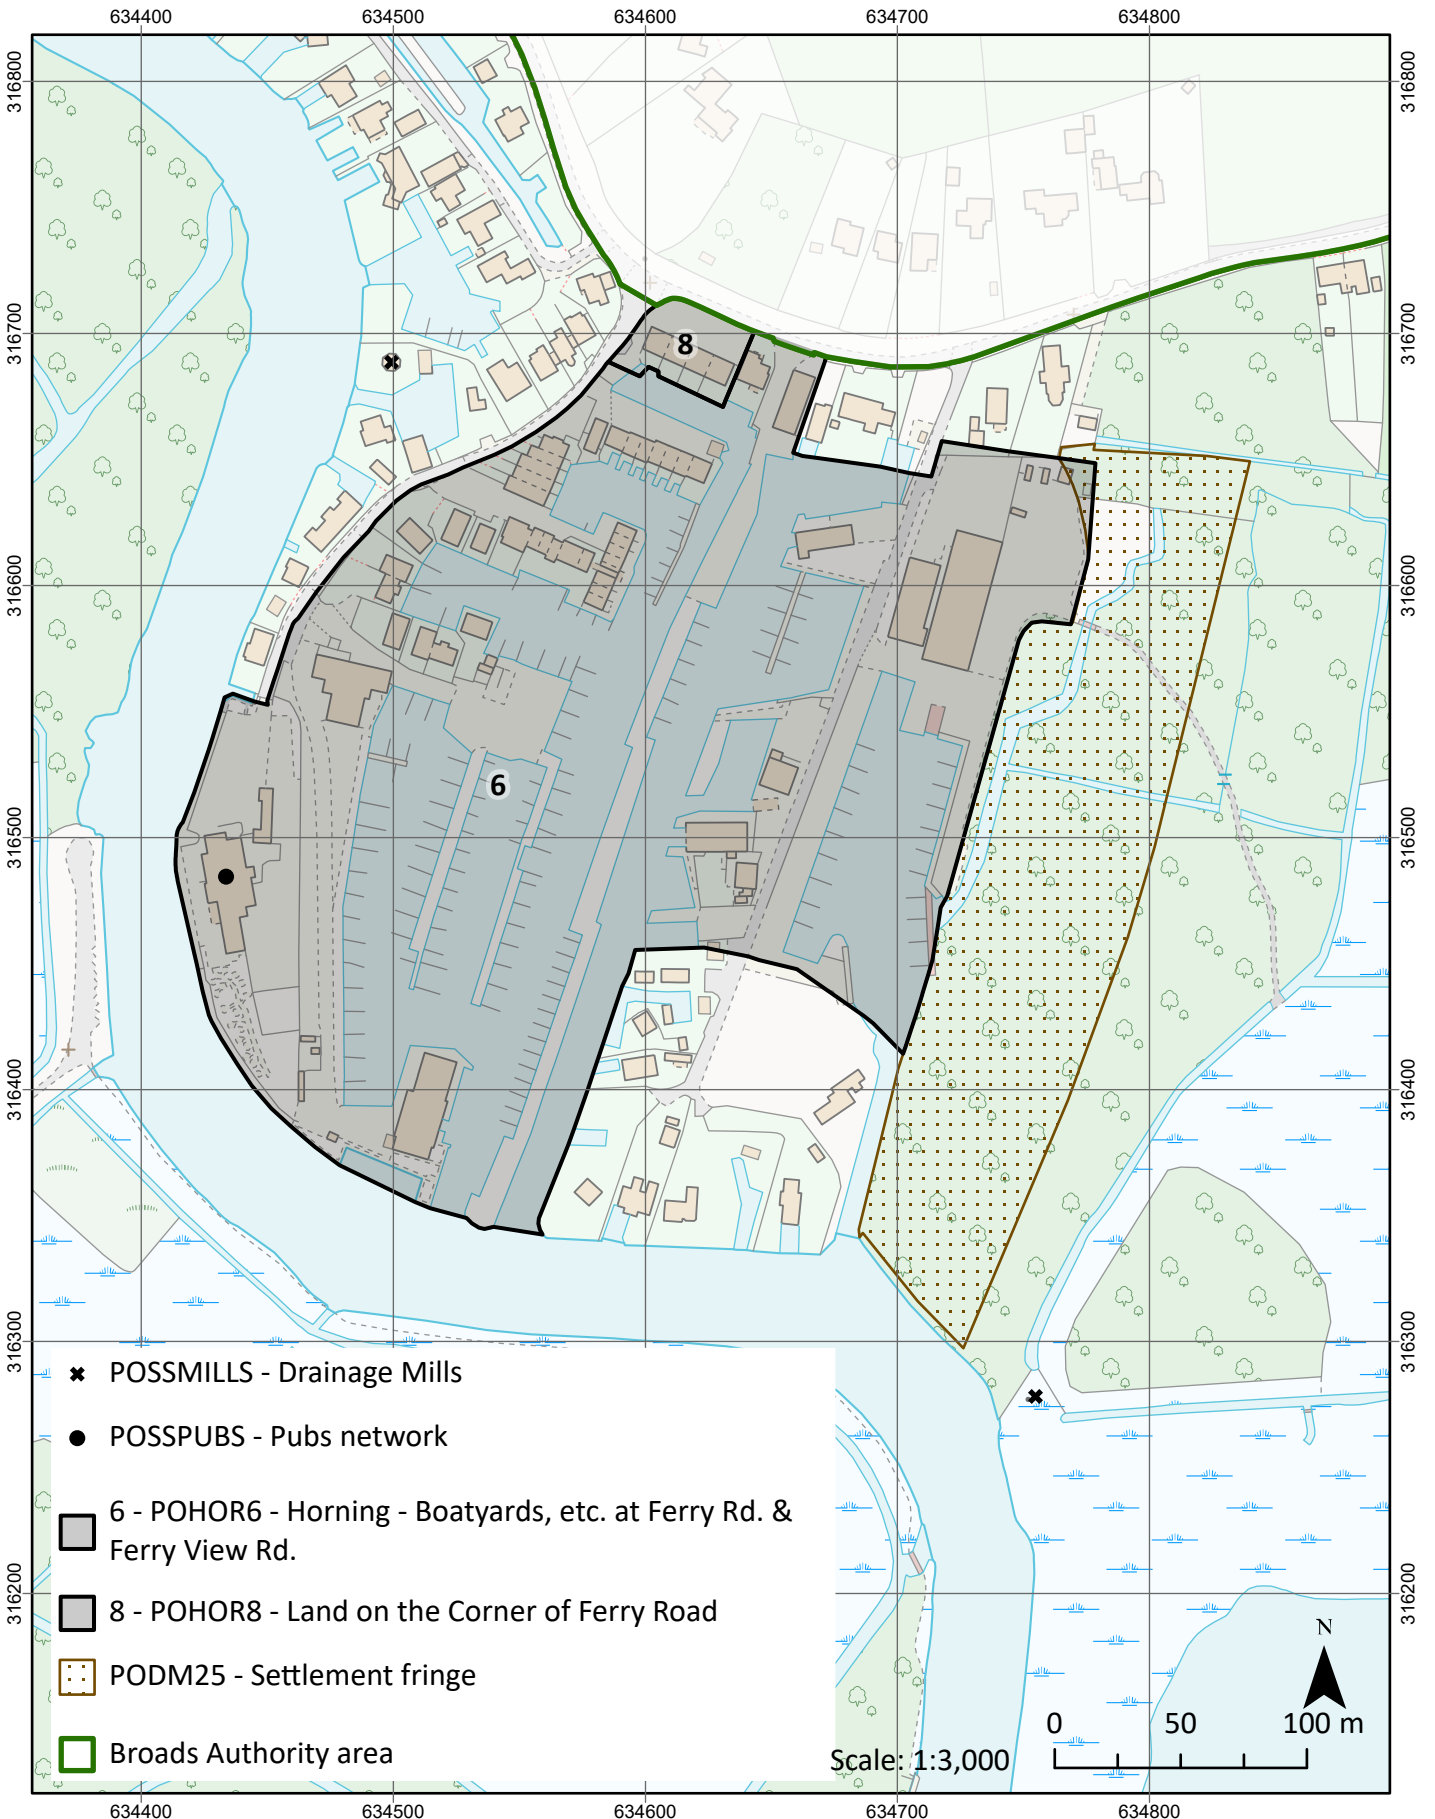 634400 634500 634600 634700 634800
316800 316800
316700 316700
8
316600 316600
6
316500 316500
316400 316400
316300 316300
POSSMILLS - Drainage Mills
POSSPUBS - Pubs network
6 - POHOR6 - Horning - Boatyards, etc. at Ferry Rd. &
Ferry View Rd.
316200 316200
8 - POHOR8 - Land on the Corner of Ferry Road
N
PODM25 - Settlement fringe
0 50 100 m
Broads Authority area
Scale: 1:3,000
634400 634500 634600 634700 634800